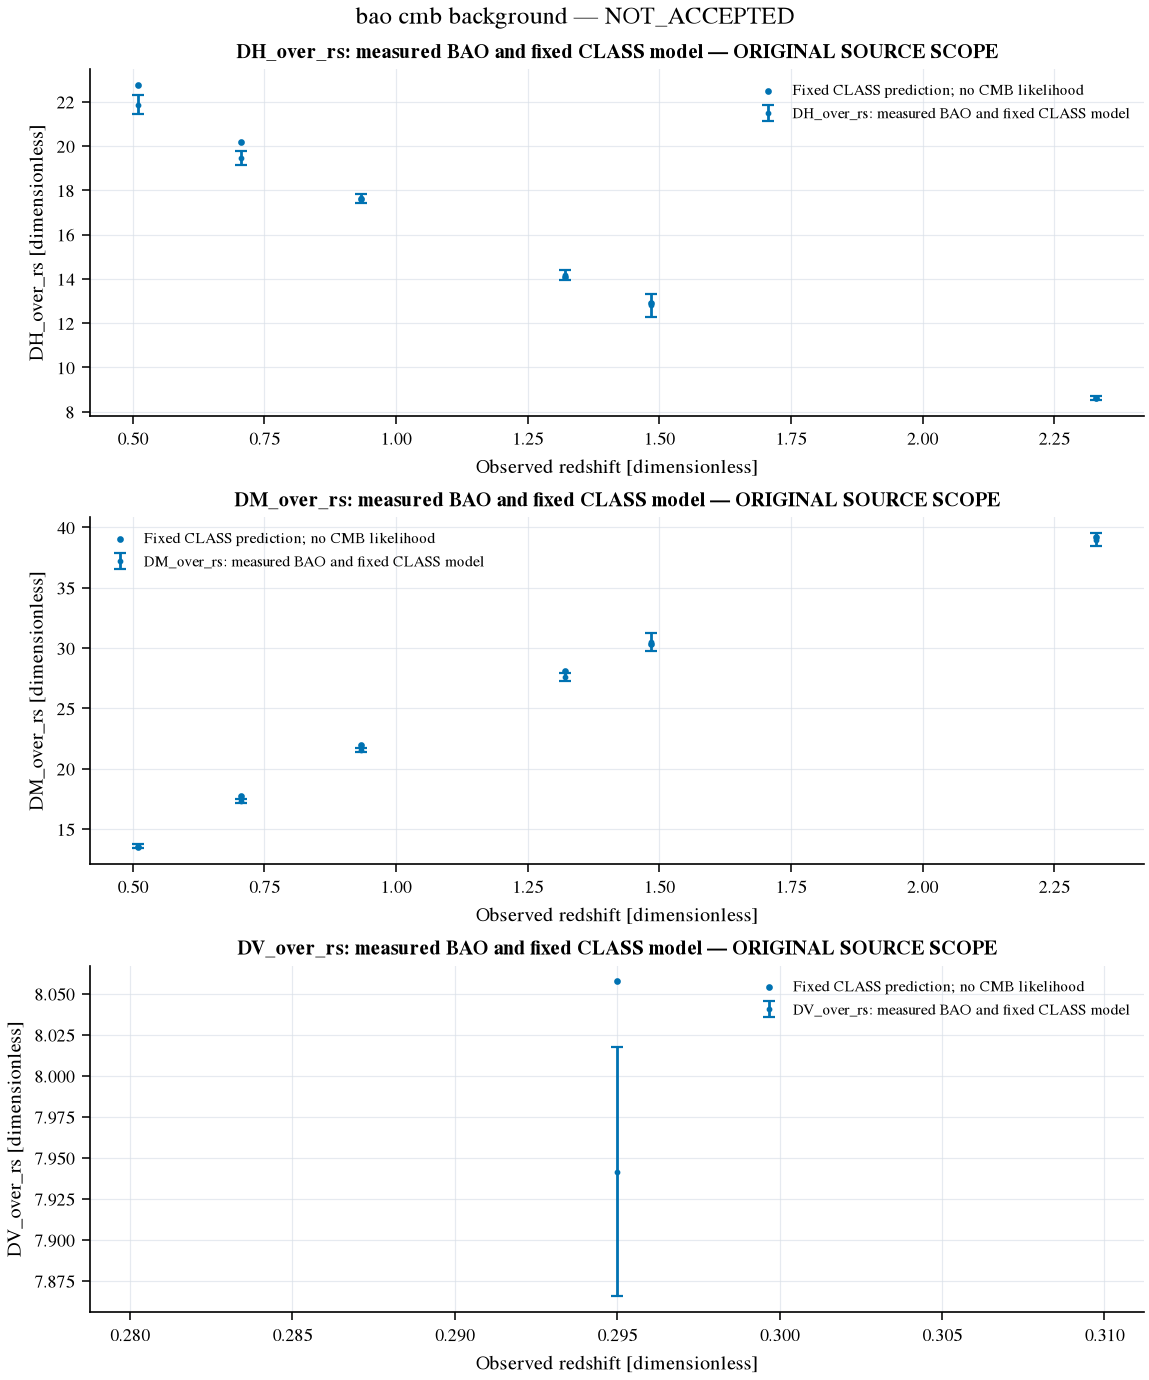 bao cmb background — NOT_ACCEPTED
DH_over_rs: measured BAO and fixed CLASS model — ORIGINAL SOURCE SCOPE
Fixed CLASS prediction; no CMB likelihood
DH_over_rs: measured BAO and fixed CLASS model
DH_over_rs [dimensionless]
22
20
18
16
14
12
10
8
0.50 0.75 1.00 1.25 1.50 1.75 2.00 2.25
Observed redshift [dimensionless]
DM_over_rs: measured BAO and fixed CLASS model — ORIGINAL SOURCE SCOPE
Fixed CLASS prediction; no CMB likelihood
DM_over_rs: measured BAO and fixed CLASS model
DM_over_rs [dimensionless]
40
35
30
25
20
15
0.50 0.75 1.00 1.25 1.50 1.75 2.00 2.25
Observed redshift [dimensionless]
DV_over_rs: measured BAO and fixed CLASS model — ORIGINAL SOURCE SCOPE
Fixed CLASS prediction; no CMB likelihood
DV_over_rs: measured BAO and fixed CLASS model
DV_over_rs [dimensionless]
8.050
8.025
8.000
7.975
7.950
7.925
7.900
7.875
0.280 0.285 0.290 0.295 0.300 0.305 0.310
Observed redshift [dimensionless]